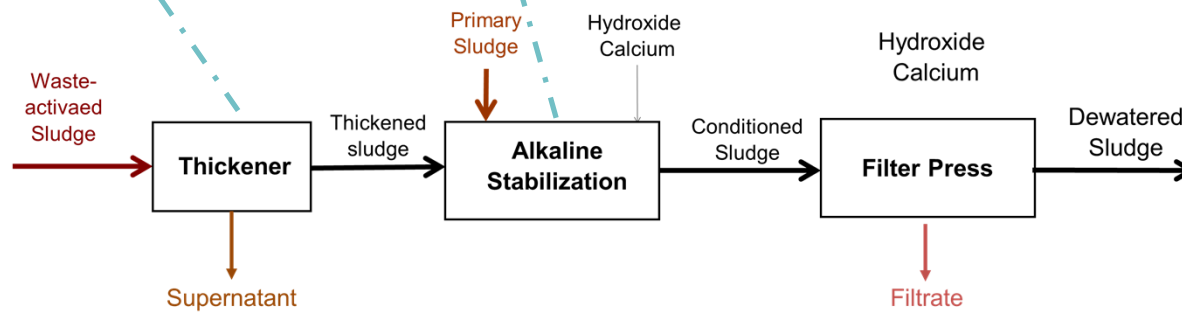 Waste-
activaed
Sludge
Thickener
Supernatant
Thickened
sludge
Primary
Sludge
Hydroxide
Calcium
Alkaline
Stabilization
Conditioned
Sludge
Hydroxide
Calcium
Filter Press
Filtrate
Dewatered
Sludge